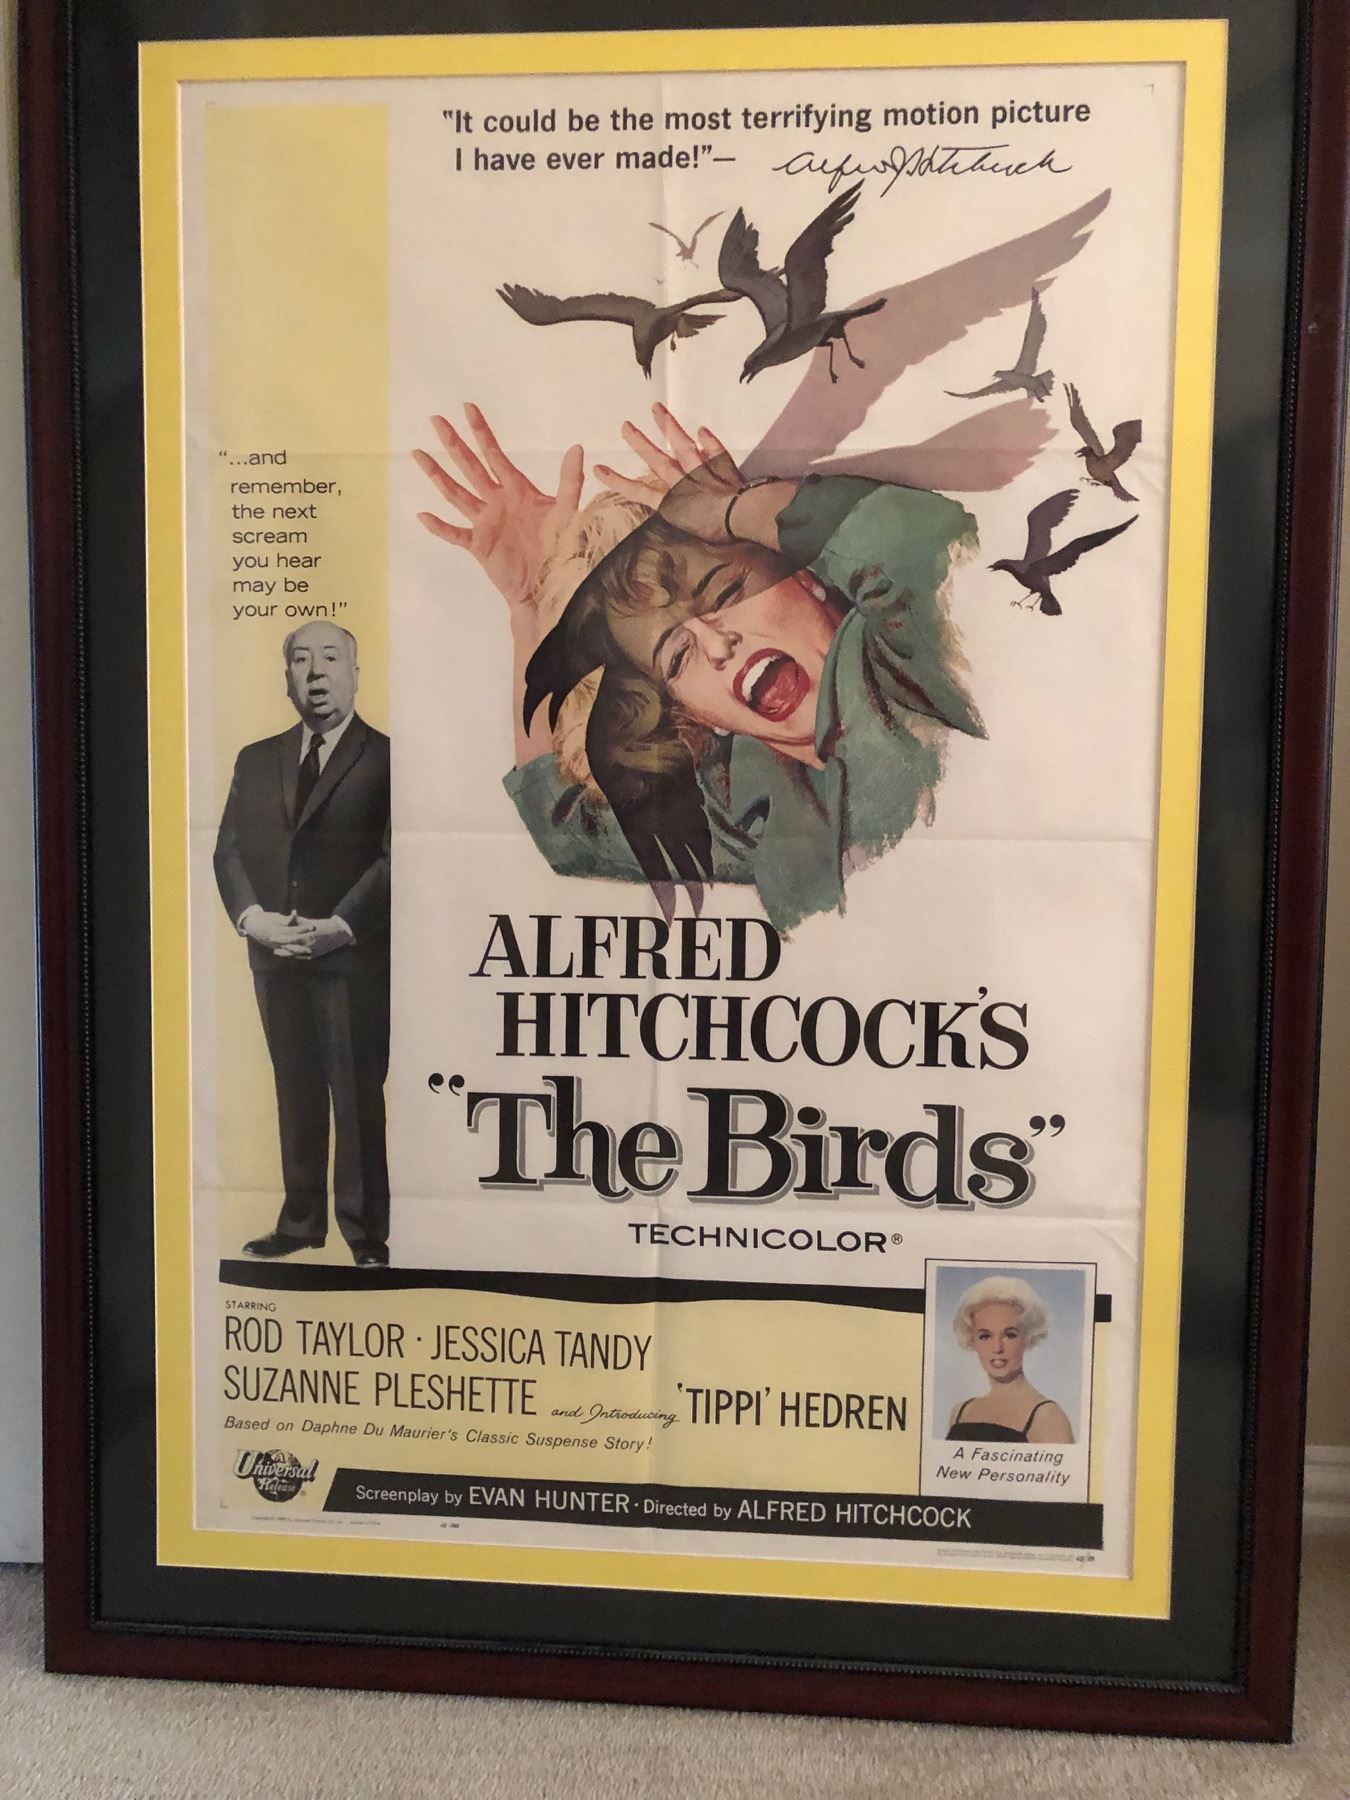 "It could be the most terrifying motion picture
I have ever made!"— Alfred J Hitchcock
"...and
remember,
the next
scream
you hear
may be
your own!"
ALFRED
HITCHCOCK'S
"The Birds"
TECHNICOLOR®
STARRING
ROD TAYLOR · JESSICA TANDY
SUZANNE PLESHETTE and Introducing 'TIPPI' HEDREN
Based on Daphne Du Maurier's Classic Suspense Story!
A Fascinating
New Personality
A
Universal
Release
Screenplay by EVAN HUNTER · Directed by ALFRED HITCHCOCK